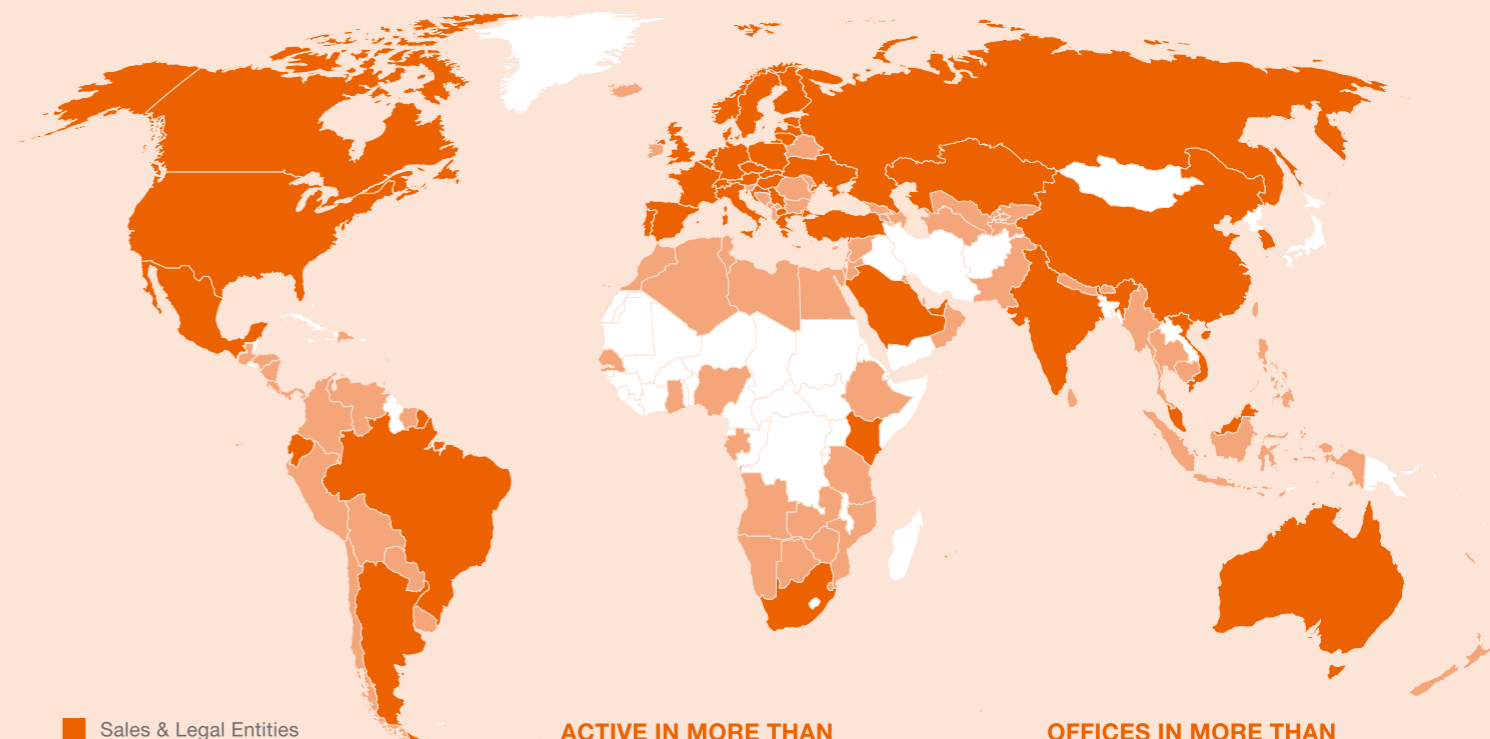 Sales & Legal Entities
ACTIVE IN MORE THAN
OFFICES IN MORE THAN